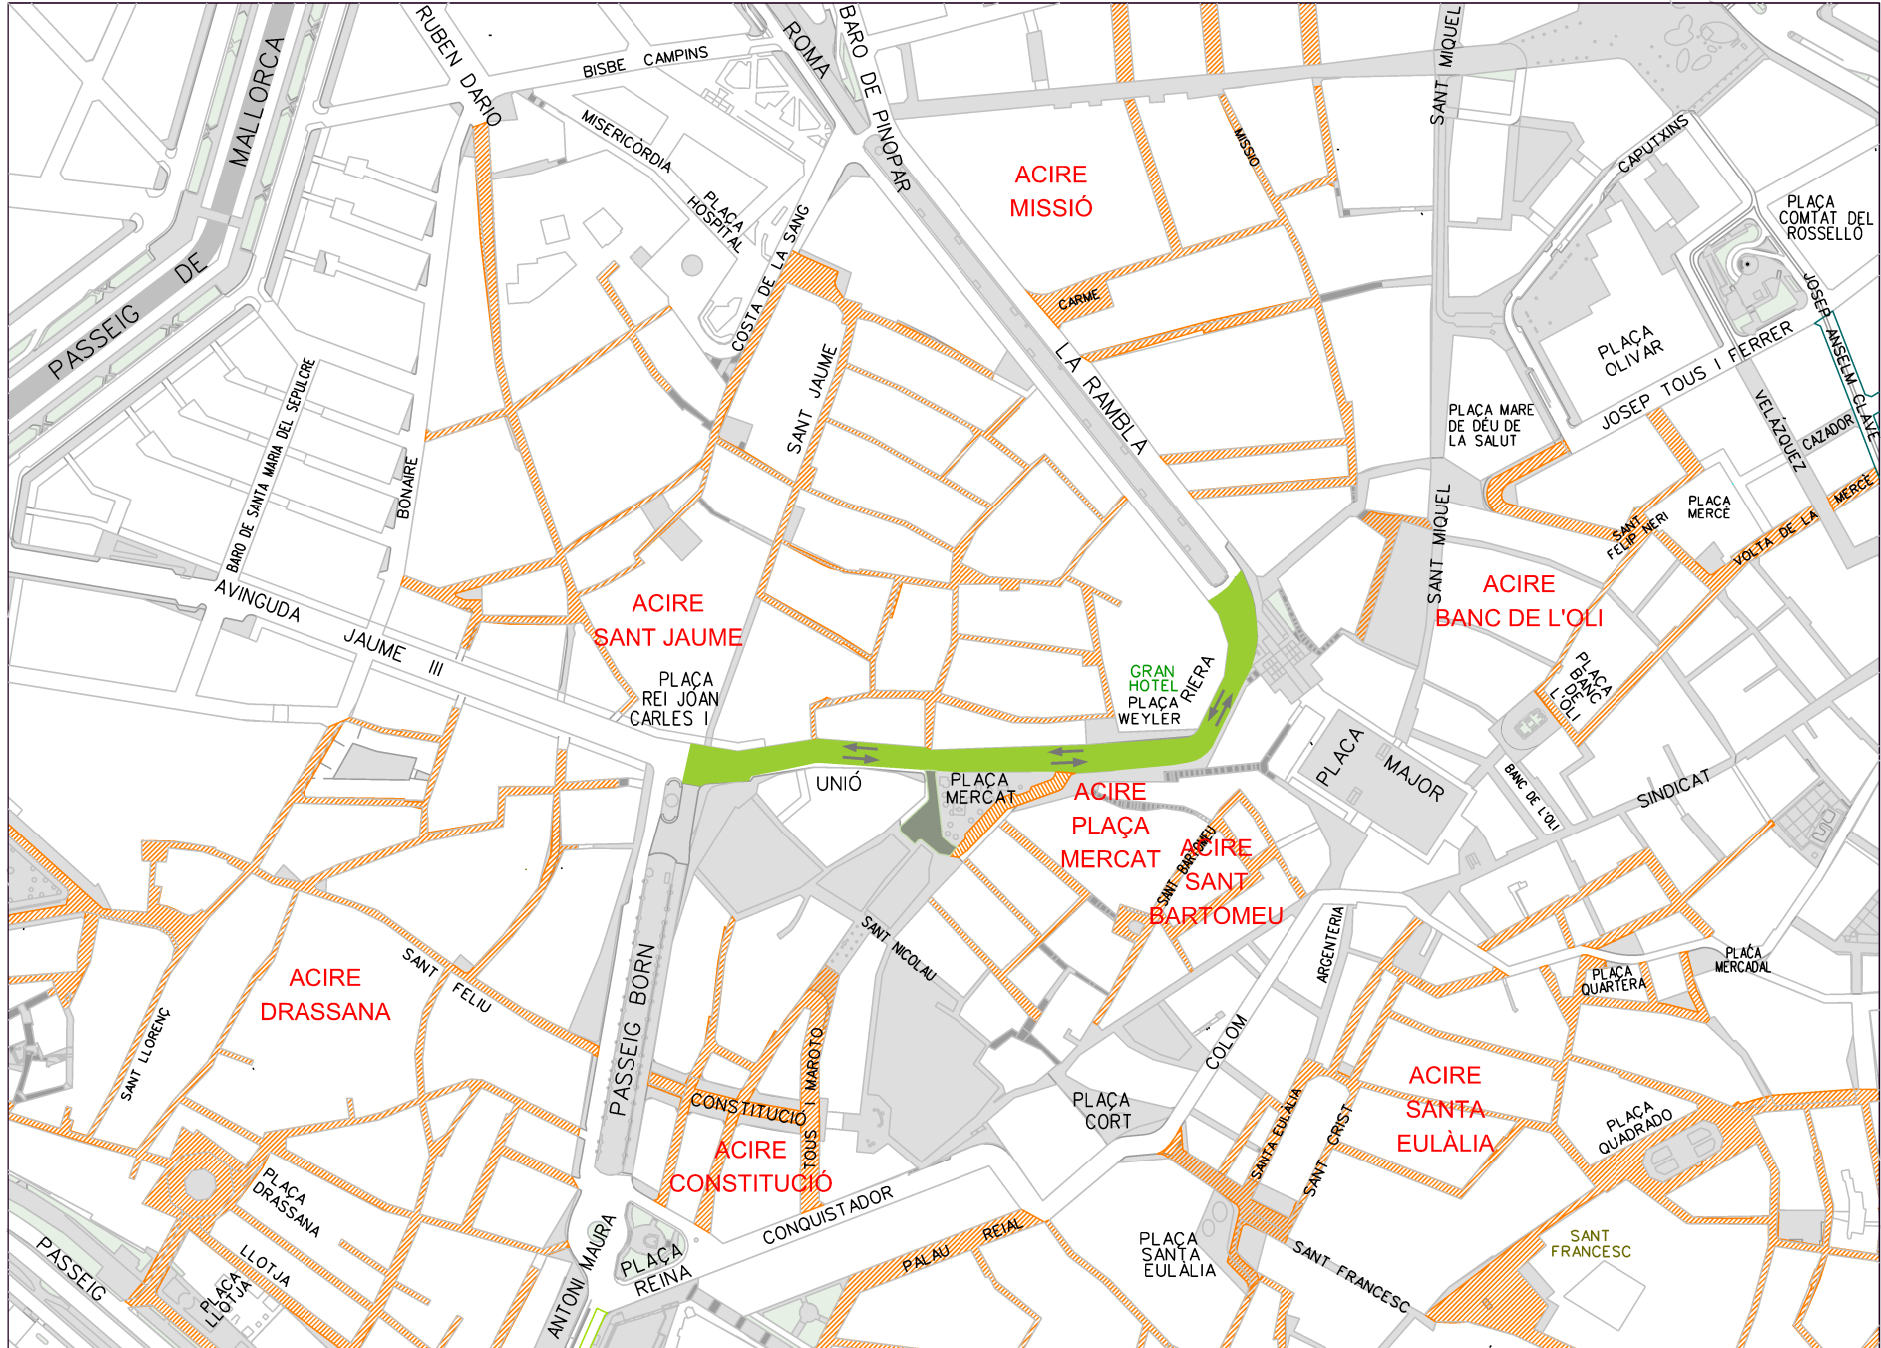 PASSEIG DE MALLORCA
RUBEN DARIO
BISBE CAMPINS
ROMA
BARO DE PINOPAR
SANT MIQUEL
MISERICÒRDIA
PLAÇA
HOSPITAL
COSTA DE LA SANG
ACIRE
MISSIÓ
MISSIO
CAPUTXINS
PLAÇA
COMTAT DEL
ROSSELLO
CARME
LA RAMBLA
PLAÇA
OLIVAR
JOSEP TOUS I FERRER
JOSEP ANSELM CLAVE
BARO DE SANTA MARIA DEL SEPULCRE
BONAIRE
SANT JAUME
PLAÇA MARE
DE DÉU DE
LA SALUT
VELAZQUEZ
CAZADOR
MERCÈ
SANT MIQUEL
SANT
FELIP NERI
PLAÇA
MERCÈ
VOLTA DE LA
AVINGUDA JAUME III
ACIRE
SANT JAUME
ACIRE
BANC DE L'OLI
PLAÇA
REI JOAN
CARLES I
GRAN
HOTEL
PLAÇA
WEYLER
RIERA
PLAÇA
BANC
DE
L'OLI
UNIÓ
PLAÇA
MERCAT
ACIRE
PLAÇA
MERCAT
PLAÇA MAJOR
BANC DE L'OLI
SINDICAT
SANT BARTOMEU
ACIRE
SANT
BARTOMEU
SANT NICOLAU
ARGENTERIA
PLAÇA
MERCADAL
PLAÇA
QUARTERA
SANT FELIU
PASSEIG BORN
ACIRE
DRASSANA
SANT LLORENÇ
COLOM
TOUS I MAROTO
CONSTITUCIÓ
ACIRE
CONSTITUCIÓ
PLAÇA
CORT
SANTA EULÀLIA
SANT CRIST
ACIRE
SANTA
EULÀLIA
PLAÇA
QUADRADO
PLAÇA
DRASSANA
LLOTJA
PLAÇA
LLOTJA
PASSEIG
ANTONI MAURA
PLAÇA
REINA
CONQUISTADOR
PALAU REIAL
PLAÇA
SANTA
EULALIA
SANT FRANCESC
SANT
FRANCESC